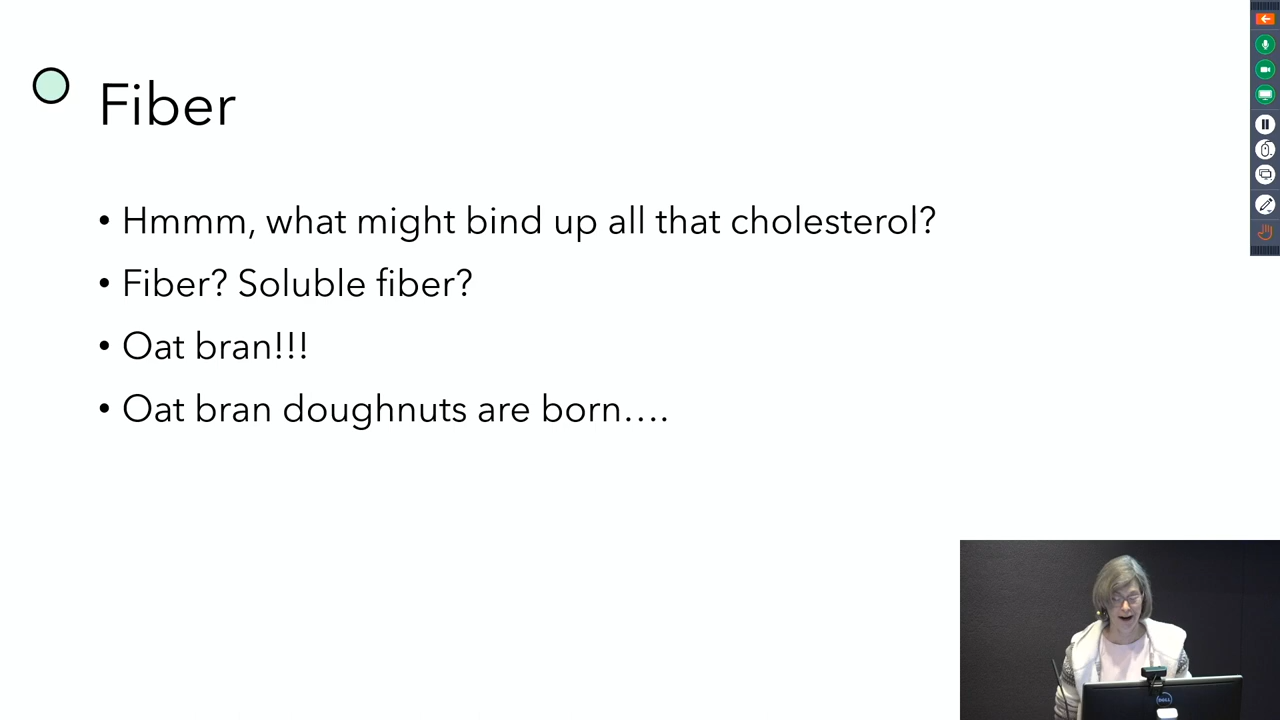 Fiber
• Hmmm, what might bind up all that cholesterol?
• Fiber? Soluble fiber?
• Oat bran!!!
• Oat bran doughnuts are born....
DELL